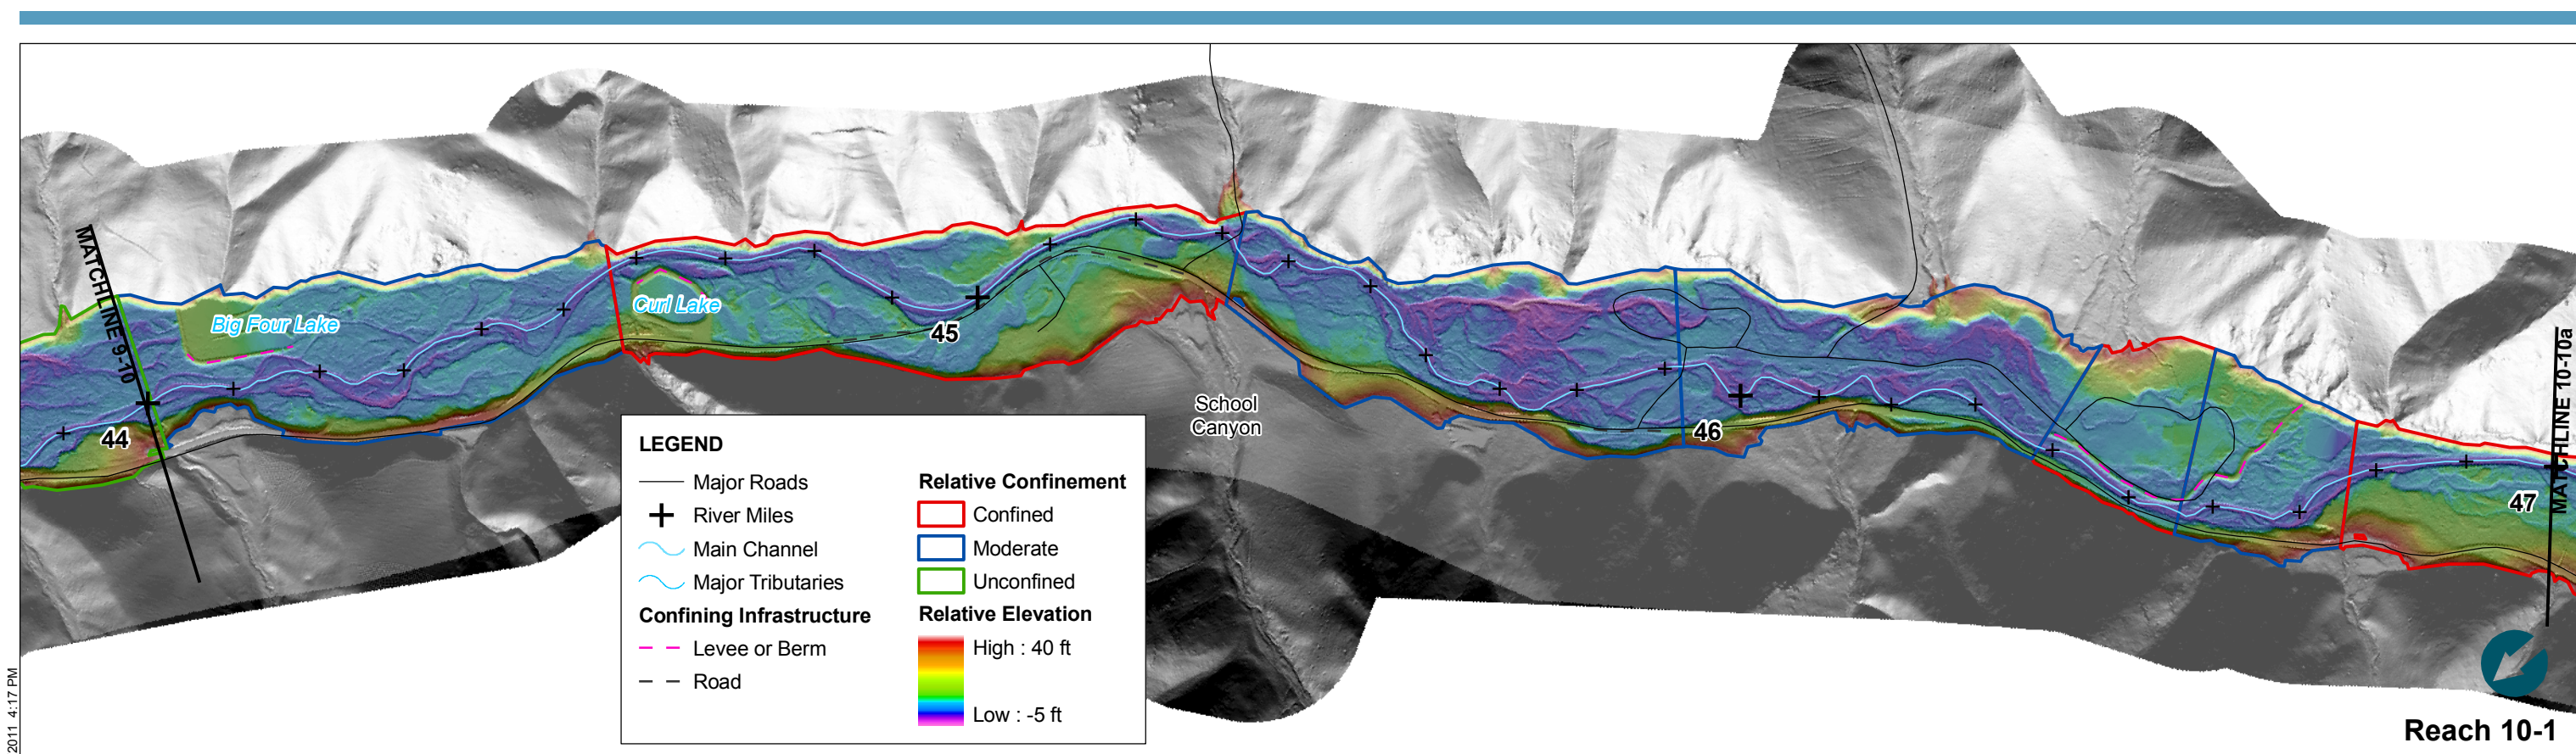 MATCHLINE 9-10
Big Four Lake
Curl Lake
44
45
School
Canyon
46
47
MATCHLINE 10-10a
LEGEND
Major Roads
River Miles
Main Channel
Major Tributaries
Confining Infrastructure
Levee or Berm
Road
Relative Confinement
Confined
Moderate
Unconfined
Relative Elevation
High : 40 ft
Low : -5 ft
2011 4:17 PM
Reach 10-1